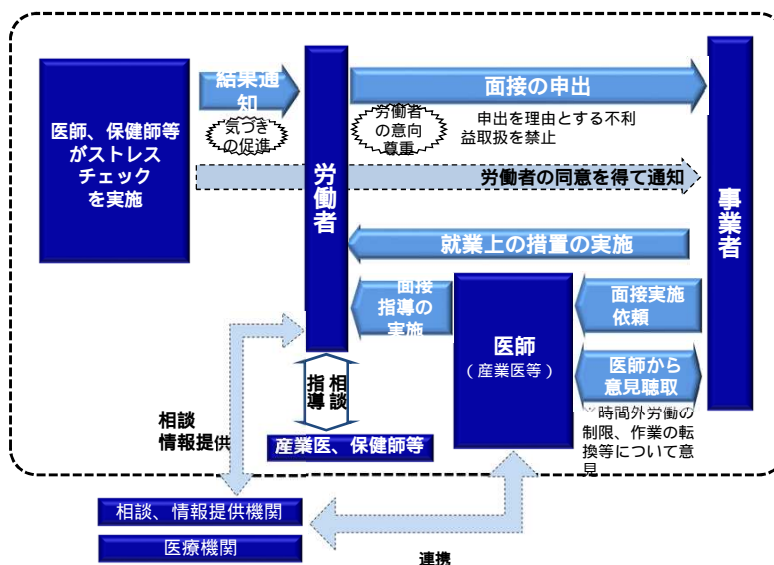 結果通
知
気づき
の促進
医師、保健師等
がストレス
チェック
を実施
労働者
面接の申出
労働者
の意向
尊重
申出を理由とする不利
益取扱を禁止
労働者の同意を得て通知
事業者
就業上の措置の実施
面接
指導の
実施
医師
（産業医等）
面接実施
依頼
医師から
意見聴取
※時間外労働の
制限、作業の転
換等について意
見
相談
指導
産業医、保健師等
相談
情報提供
相談、情報提供機関
医療機関
連携